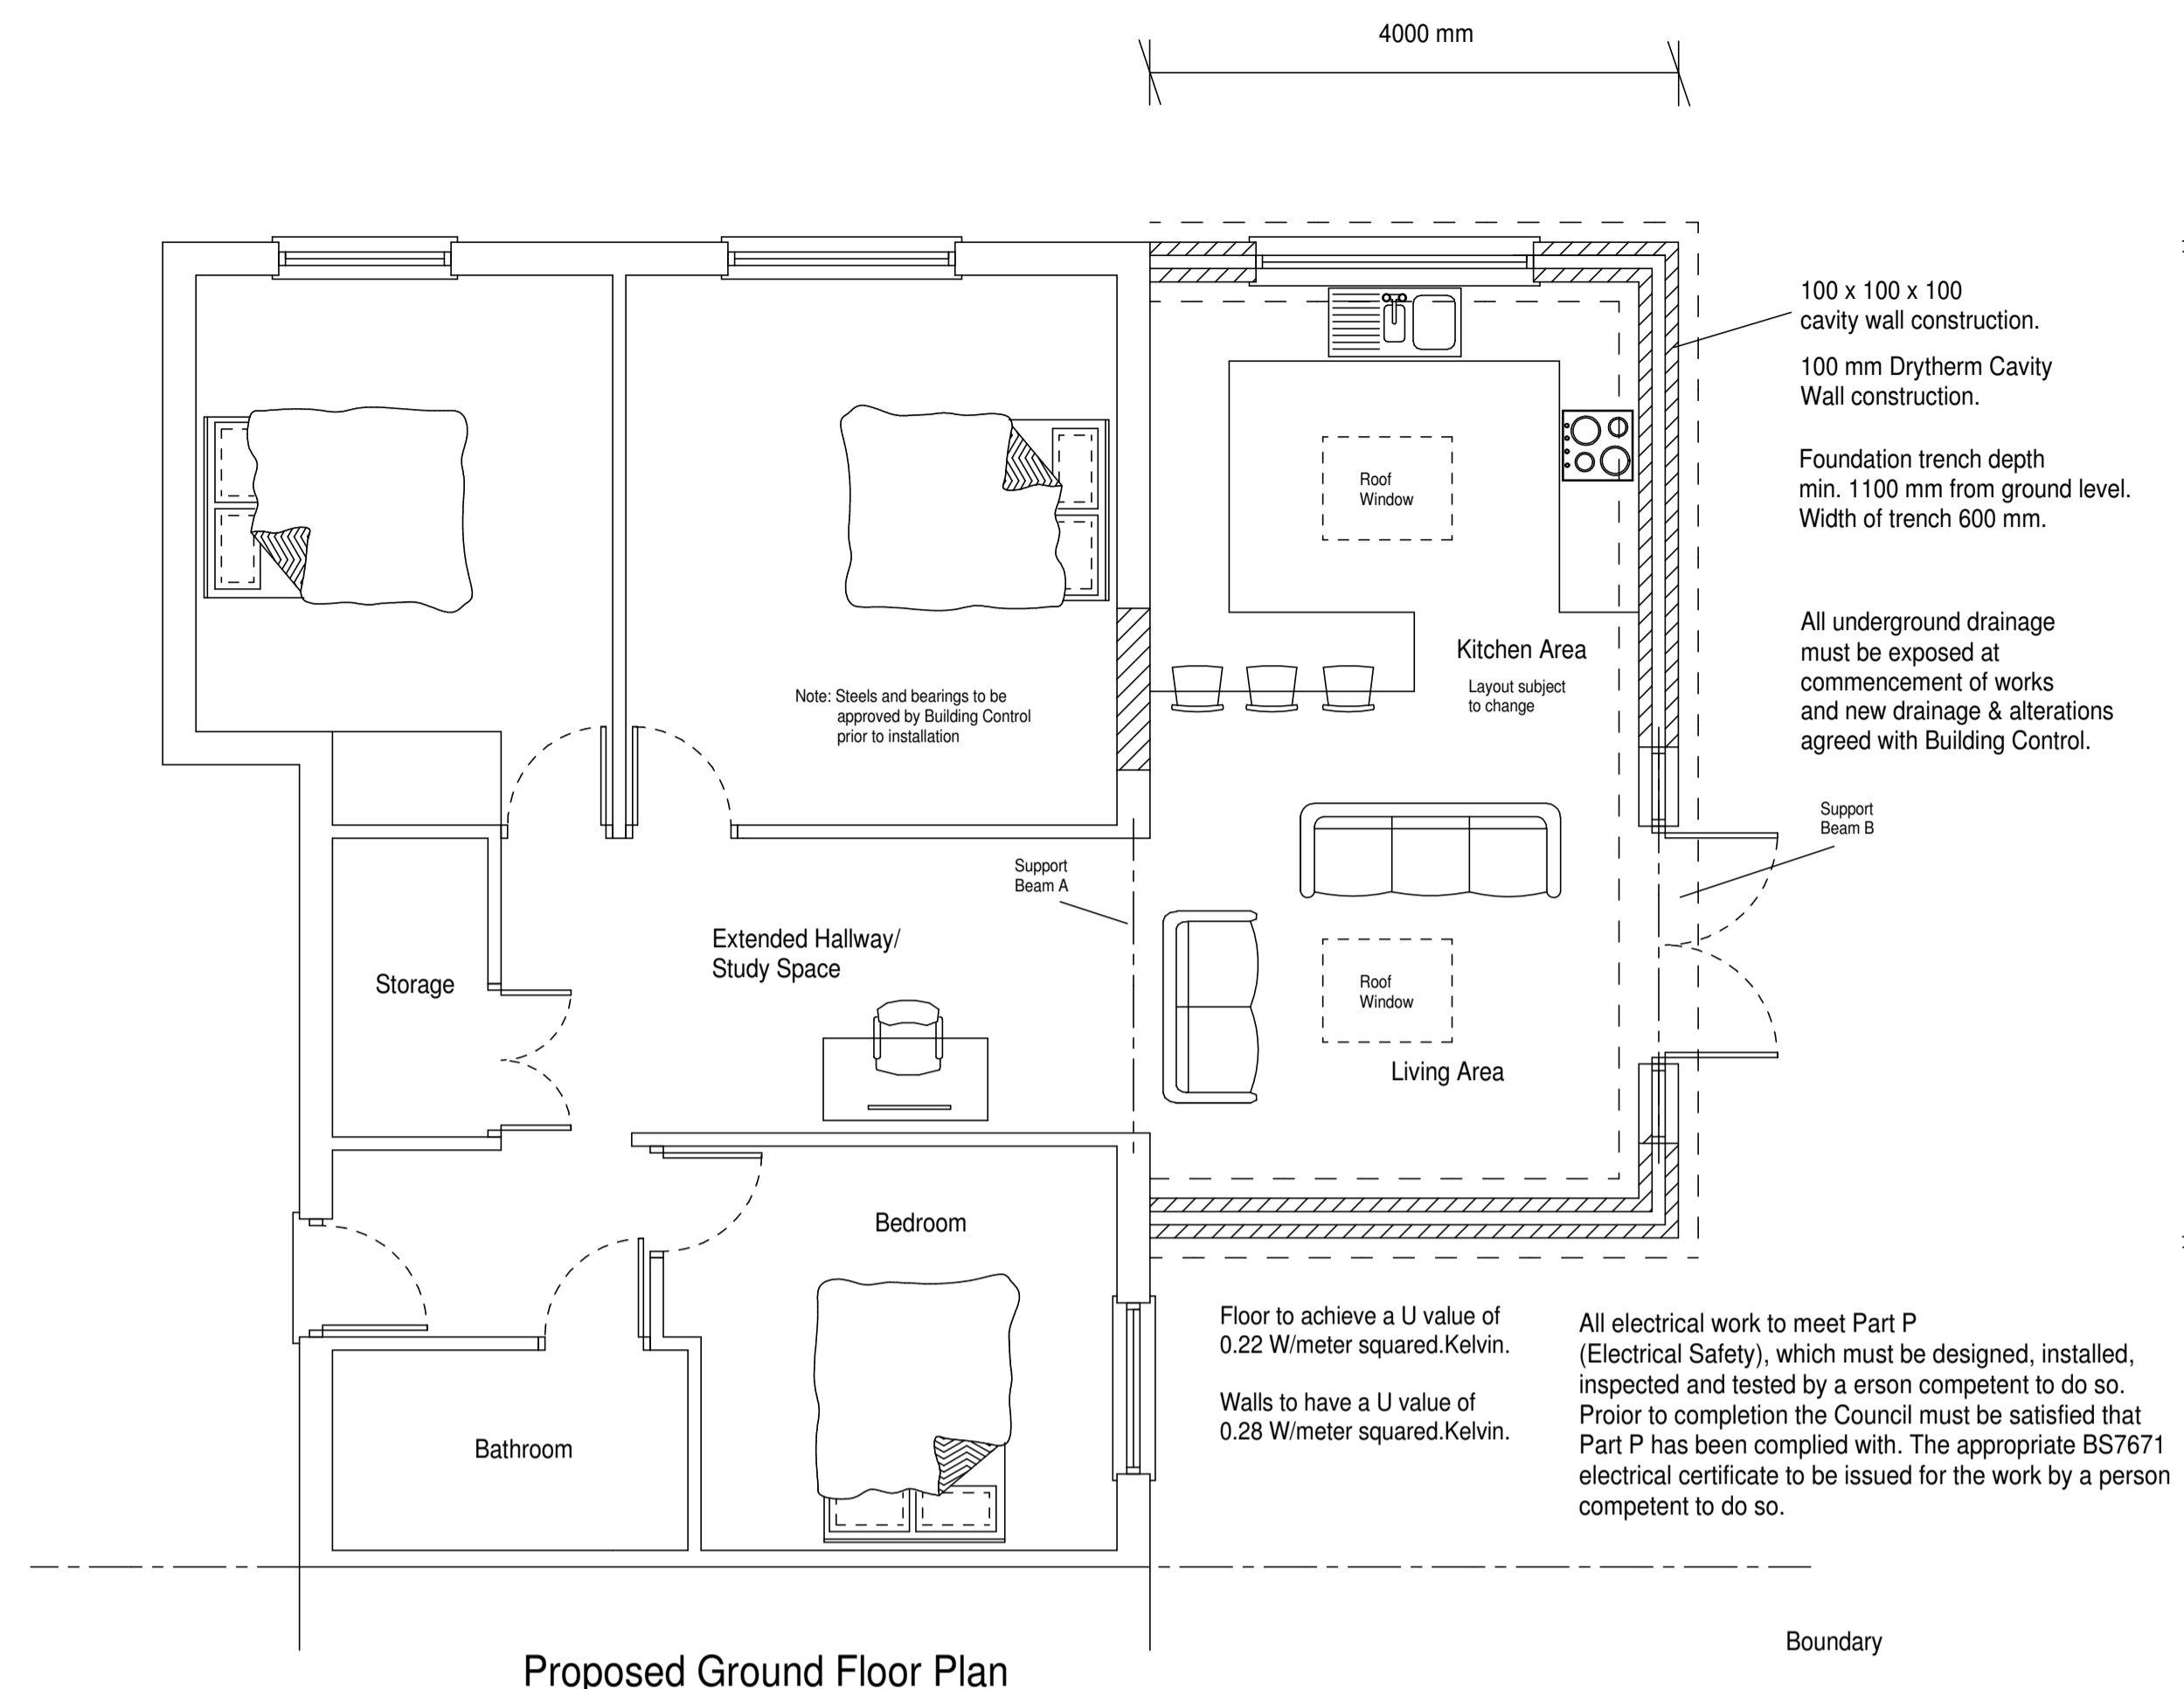 4000 mm
100 x 100 x 100
cavity wall construction.
100 mm Drytherm Cavity
Wall construction.
Foundation trench depth
min. 1100 mm from ground level.
Width of trench 600 mm.
Roof
Window
All underground drainage
must be exposed at
commencement of works
and new drainage & alterations
agreed with Building Control.
Kitchen Area
Layout subject
to change
Note: Steels and bearings to be
approved by Building Control
prior to installation
Support
Beam B
Support
Beam A
Extended Hallway/
Study Space
Storage
Roof
Window
Living Area
Bedroom
Floor to achieve a U value of
0.22 W/meter squared.Kelvin.
Walls to have a U value of
0.28 W/meter squared.Kelvin.
All electrical work to meet Part P
(Electrical Safety), which must be designed, installed,
inspected and tested by a erson competent to do so.
Proior to completion the Council must be satisfied that
Part P has been complied with. The appropriate BS7671
electrical certificate to be issued for the work by a person
competent to do so.
Bathroom
Boundary
Proposed Ground Floor Plan